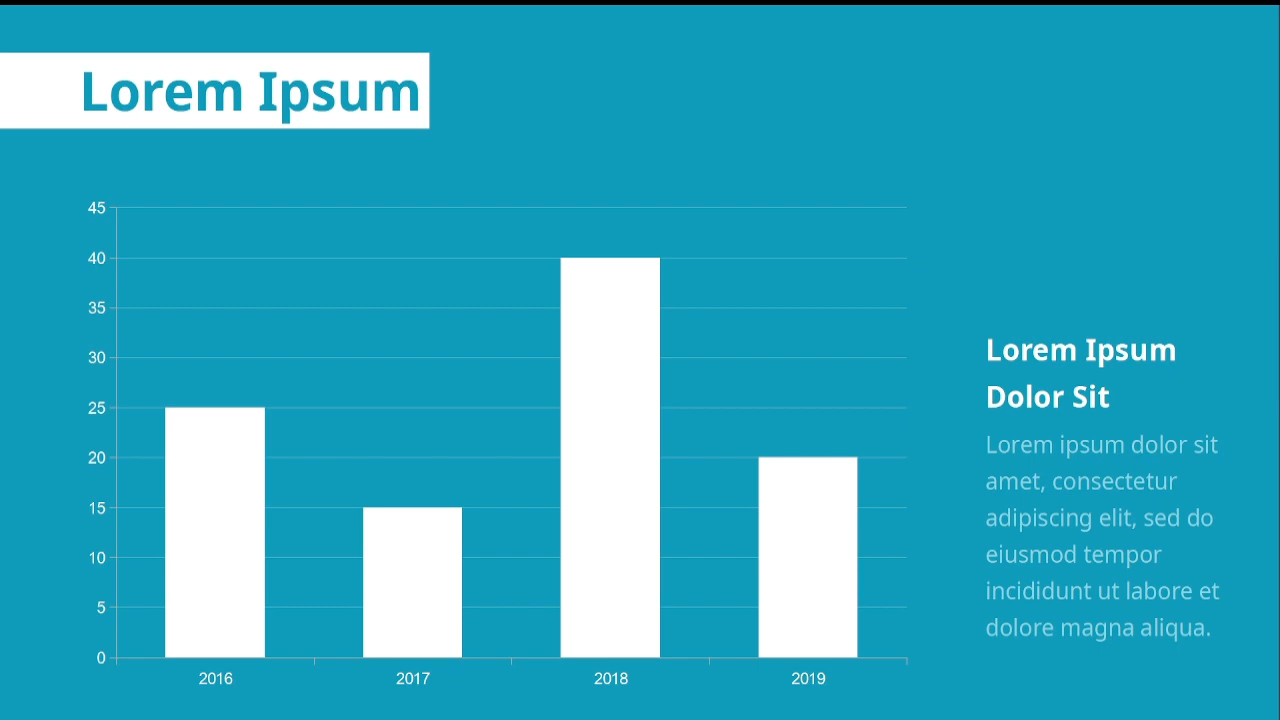 Lorem Ipsum
45
40
35
30
25
20
15
10
5
0
2016 2017 2018 2019
Lorem Ipsum
Dolor Sit
Lorem ipsum dolor sit
amet, consectetur
adipiscing elit, sed do
eiusmod tempor
incididunt ut labore et
dolore magna aliqua.